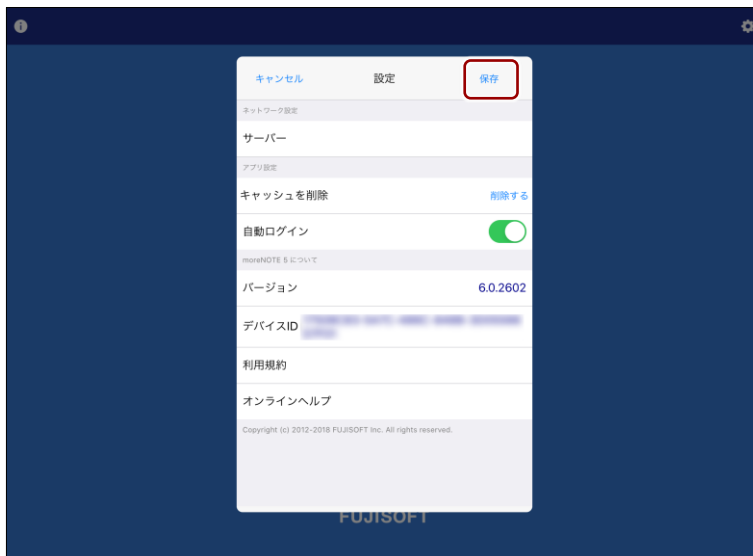 キャンセル 設定 保存
ネットワーク設定
サーバー
アプリ設定
キャッシュを削除 削除する
自動ログイン
moreNOTE 5 について
バージョン 6.0.2602
デバイスID
利用規約
オンラインヘルプ
Copyright (c) 2012-2018 FUJISOFT Inc. All rights reserved.
FUJISOFT